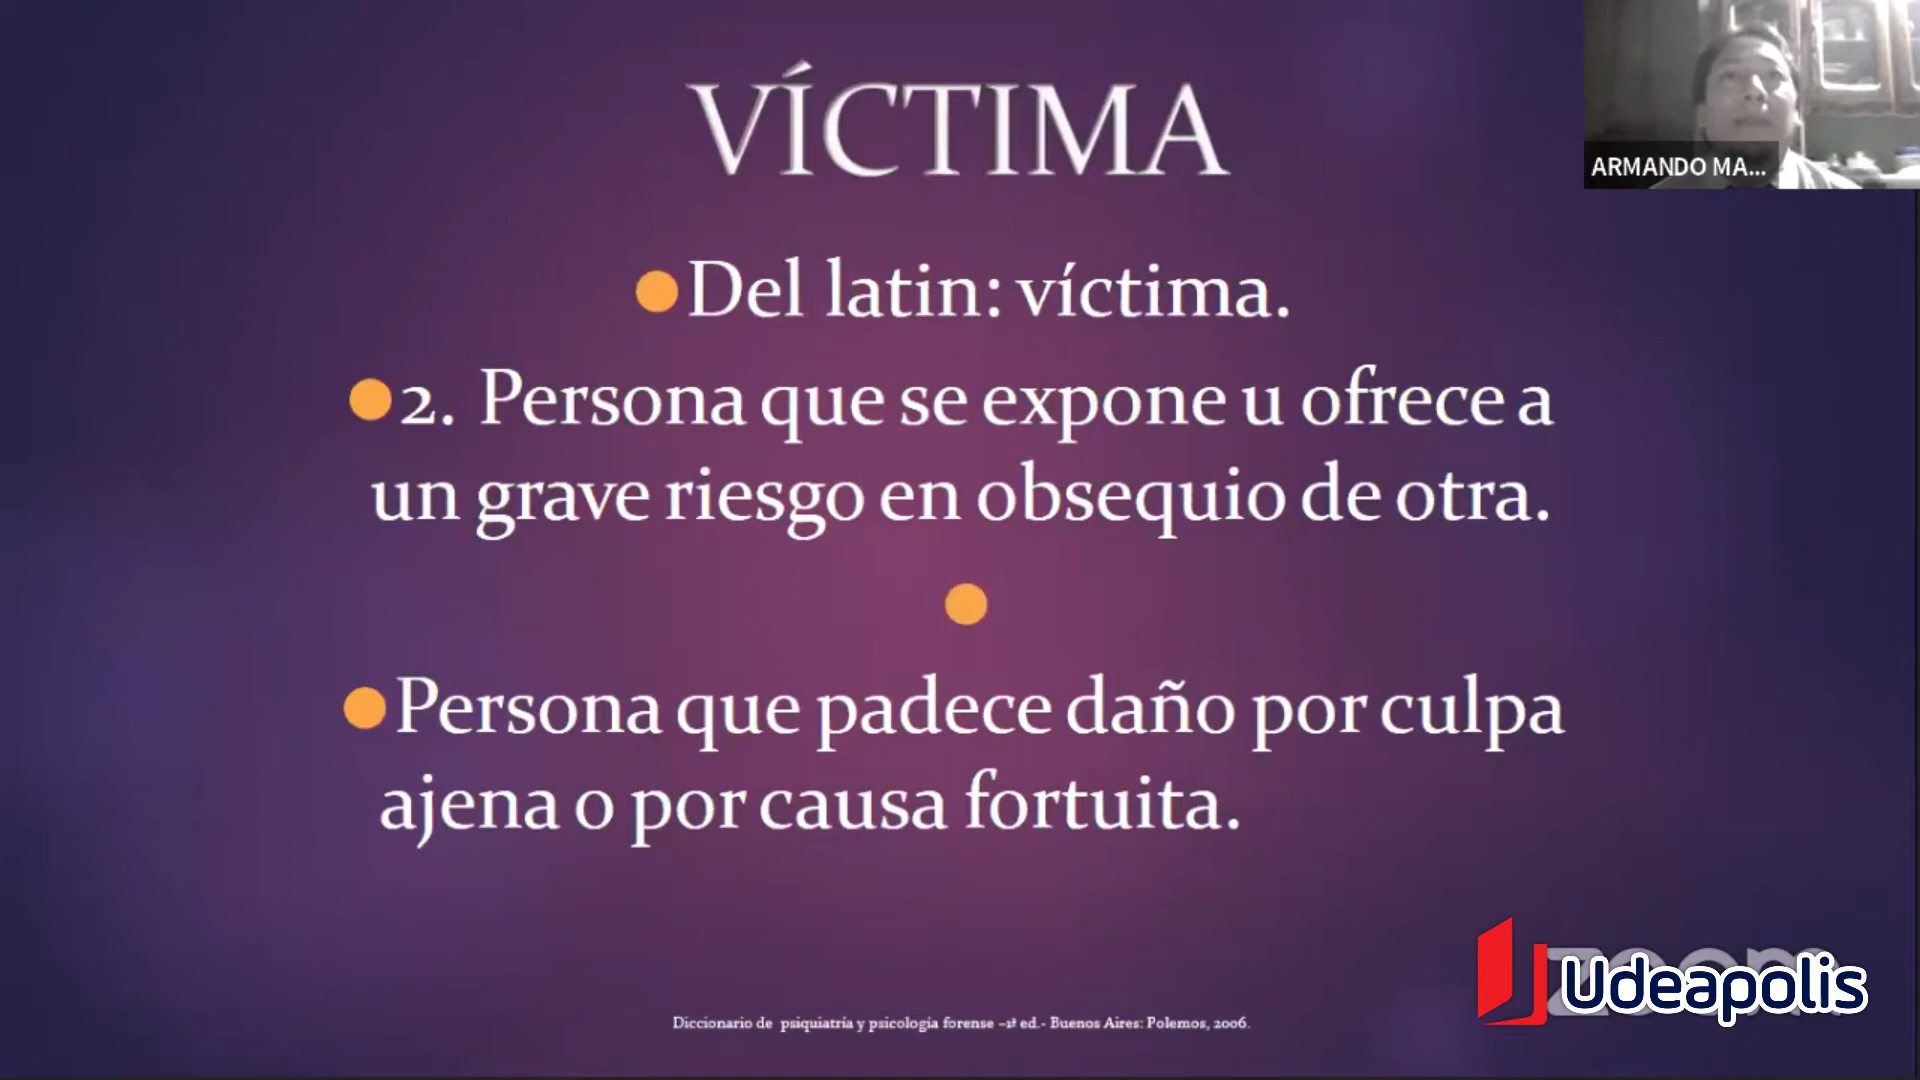 VÍCTIMA
ARMANDO MA...
Del latin: víctima.
2. Persona que se expone u ofrece a
un grave riesgo en obsequio de otra.
Persona que padece daño por culpa
ajena o por causa fortuita.
zoom
Udeapolis
Diccionario de psiquiatría y psicología forense –1ª ed.- Buenos Aires: Polemos, 2006.